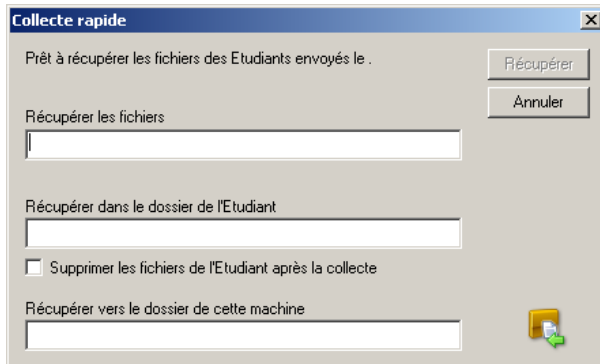 Collecte rapide
Prêt à récupérer les fichiers des Etudiants envoyés le .
Récupérer
Annuler
Récupérer les fichiers
Récupérer dans le dossier de l'Etudiant
Supprimer les fichiers de l'Etudiant après la collecte
Récupérer vers le dossier de cette machine